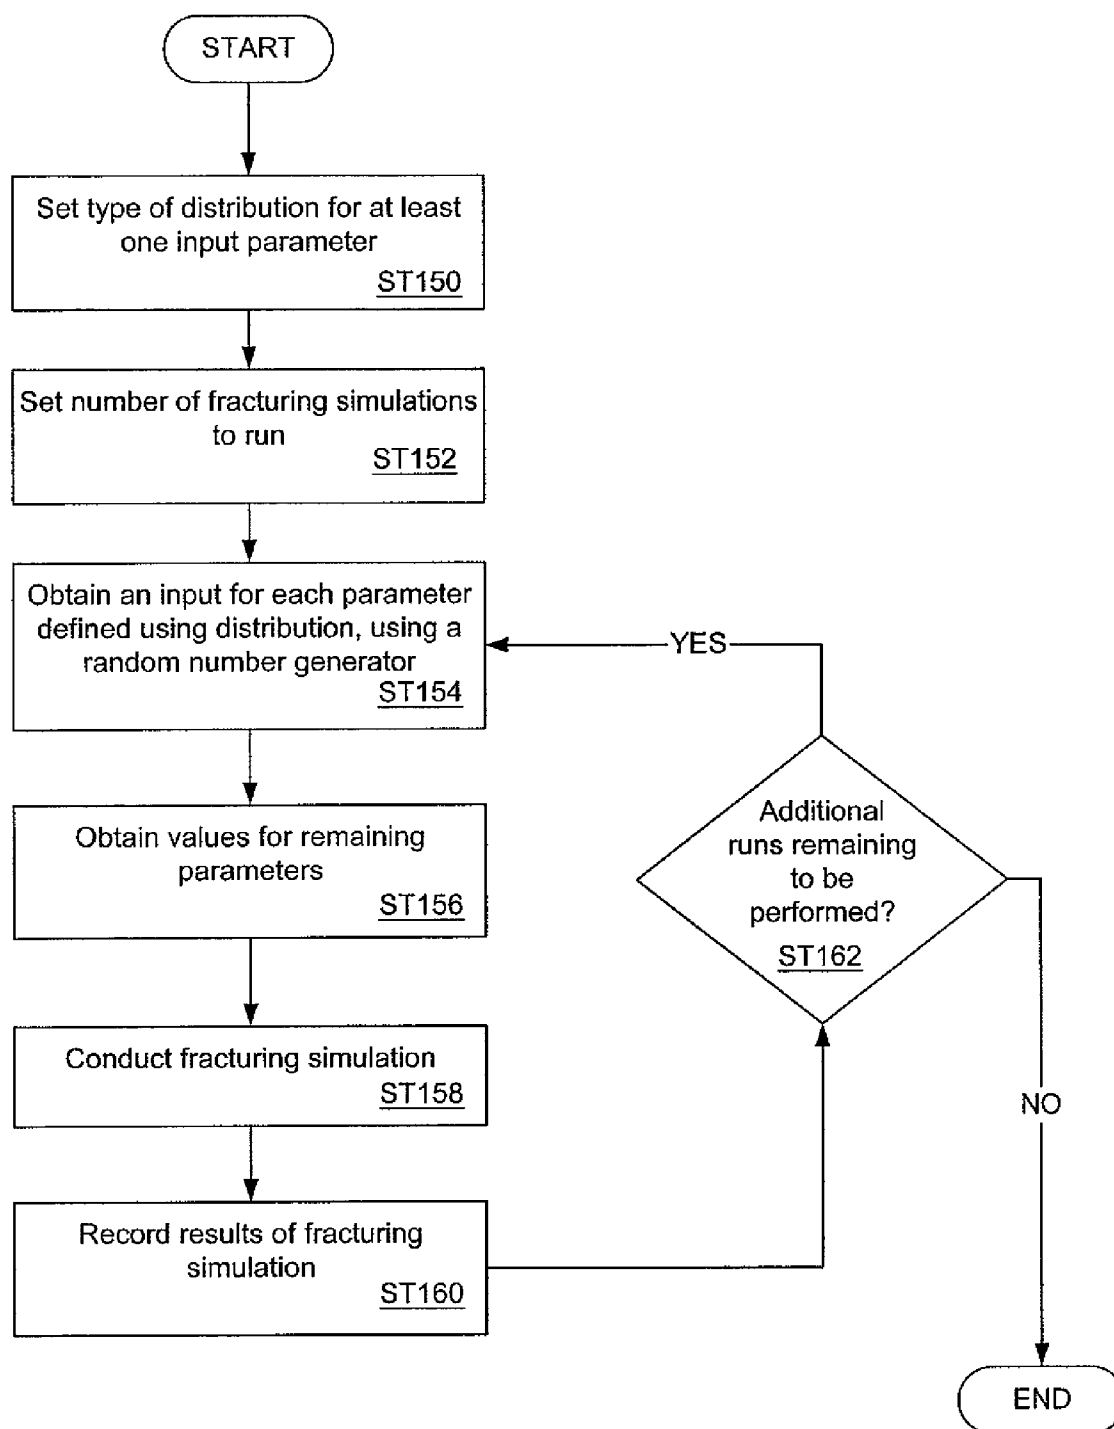 START
Set type of distribution for at least
one input parameter
ST150
Set number of fracturing simulations
to run
ST152
Obtain an input for each parameter
defined using distribution, using a
random number generator
ST154
YES
Obtain values for remaining
parameters
ST156
Additional
runs remaining
to be
performed?
ST162
Conduct fracturing simulation
ST158
NO
Record results of fracturing
simulation
ST160
END